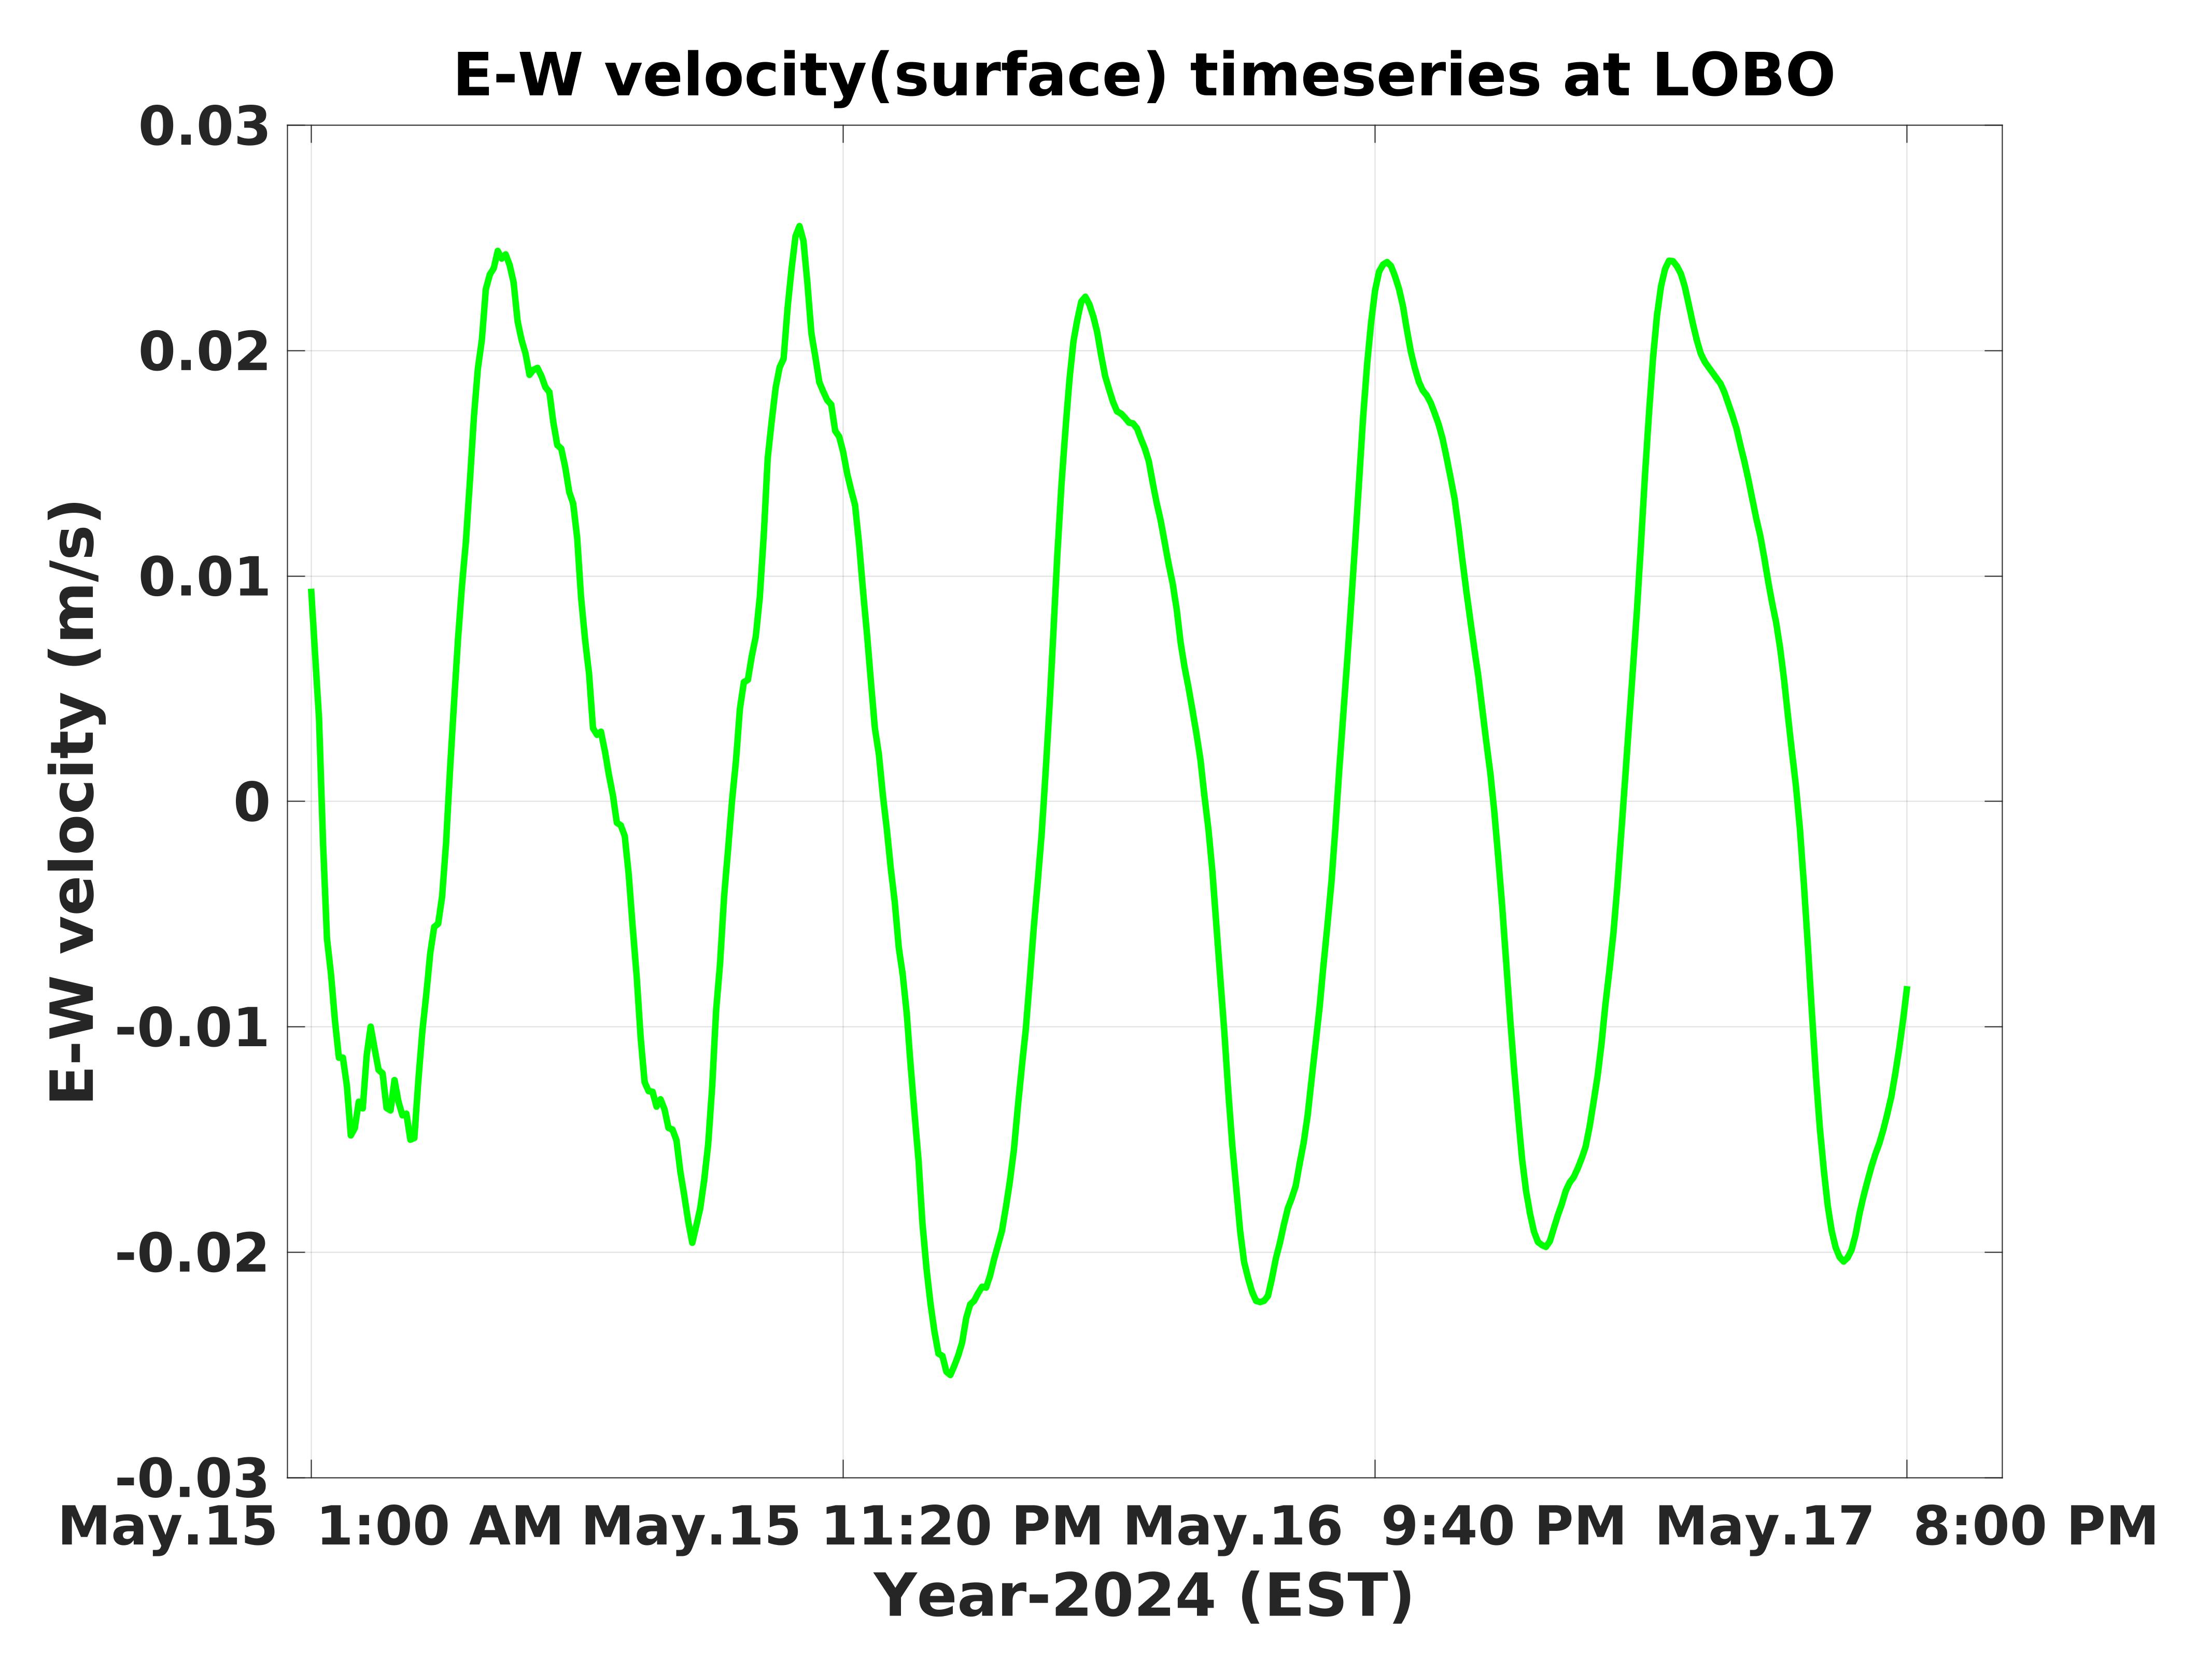 E-W velocity(surface) timeseries at LOBO
E-W velocity (m/s)
0.03
0.02
0.01
0
-0.01
-0.02
-0.03
May.15  1:00 AM May.15 11:20 PM May.16  9:40 PM May.17  8:00 PM
Year-2024 (EST)